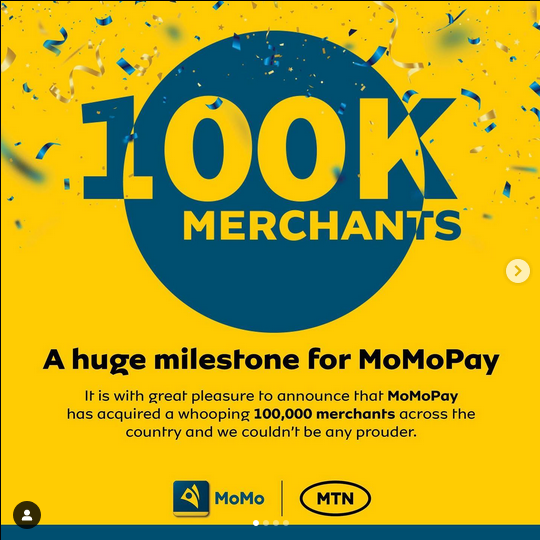 100K
MERCHANTS
A huge milestone for MoMoPay
It is with great pleasure to announce that MoMoPay
has acquired a whooping 100,000 merchants across the
country and we couldn't be any prouder.
MoMo
MTN